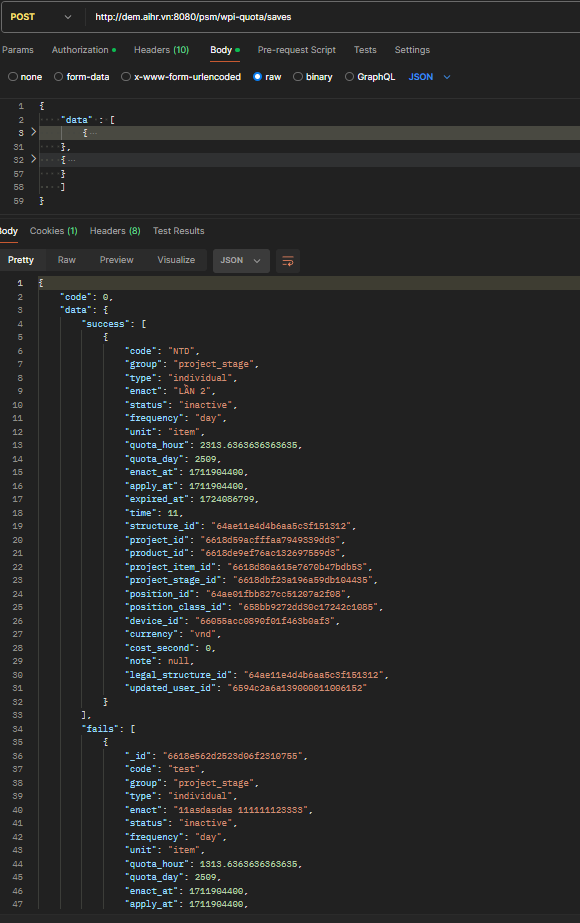 POST http://dem.aihr.vn:8080/psm/wpi-quota/saves
Params Authorization Headers (10) Body Pre-request Script Tests Settings
none form-data x-www-form-urlencoded raw binary GraphQL JSON
1 {
2 "data" : [
3 {
31 },
32 {
57 }
58 ]
59 }
Body Cookies (1) Headers (8) Test Results
Pretty Raw Preview Visualize JSON
1 {
2 "code": 0,
3 "data": {
4 "success": [
5 {
6 "code": "NTD",
7 "group": "project_stage",
8 "type": "individual",
9 "enact": "LẦN 2",
10 "status": "inactive",
11 "frequency": "day",
12 "unit": "item",
13 "quota_hour": 2313.6363636363635,
14 "quota_day": 2509,
15 "enact_at": 1711904400,
16 "apply_at": 1711904400,
17 "expired_at": 1724086799,
18 "time": 11,
19 "structure_id": "64ae11e4d4b6aa5c3f151312",
20 "project_id": "6618d59acfffaa7949339dd3",
21 "product_id": "6618de9ef76ac132697559d3",
22 "project_item_id": "6618d80a615e7670b47bdb53",
23 "project_stage_id": "6618dbf23a196a59db104435",
24 "position_id": "64ae01fbb827cc51207a2f08",
25 "position_class_id": "658bb9272dd30c17242c1085",
26 "device_id": "66055acc0890f01f463b0af3",
27 "currency": "vnd",
28 "cost_second": 0,
29 "note": null,
30 "legal_structure_id": "64ae11e4d4b6aa5c3f151312",
31 "updated_user_id": "6594c2a6a139000011006152"
32 }
33 ],
34 "fails": [
35 {
36 "_id": "6618e562d2523d06f2310755",
37 "code": "test",
38 "group": "project_stage",
39 "type": "individual",
40 "enact": "11asdasdas 111111123333",
41 "status": "inactive",
42 "frequency": "day",
43 "unit": "item",
44 "quota_hour": 1313.6363636363635,
45 "quota_day": 2509,
46 "enact_at": 1711904400,
47 "apply_at": 1711904400,